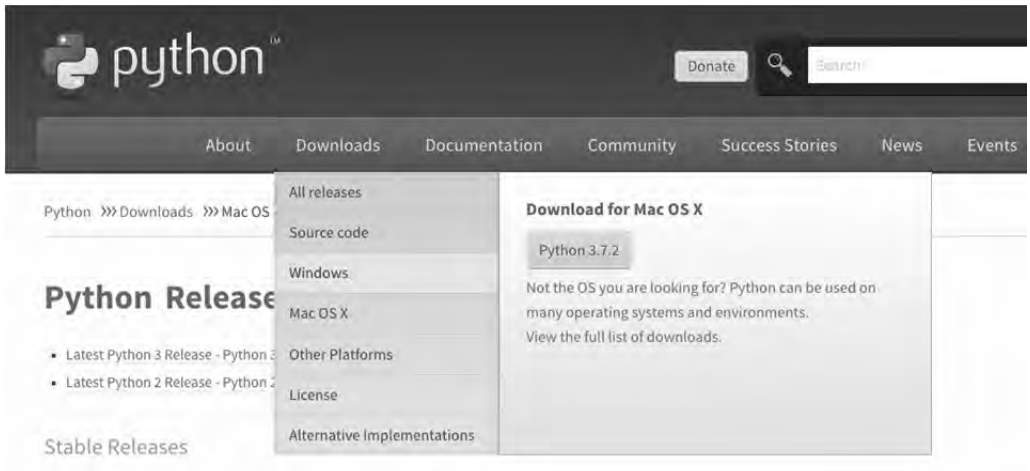 python™
Donate
Search
About Downloads Documentation Community Success Stories News Events
Python >>> Downloads >>> Mac OS
Python Release
▪ Latest Python 3 Release - Python 3
▪ Latest Python 2 Release - Python 2
Stable Releases
All releases
Source code
Windows
Mac OS X
Other Platforms
License
Alternative Implementations
Download for Mac OS X
Python 3.7.2
Not the OS you are looking for? Python can be used on
many operating systems and environments.
View the full list of downloads.